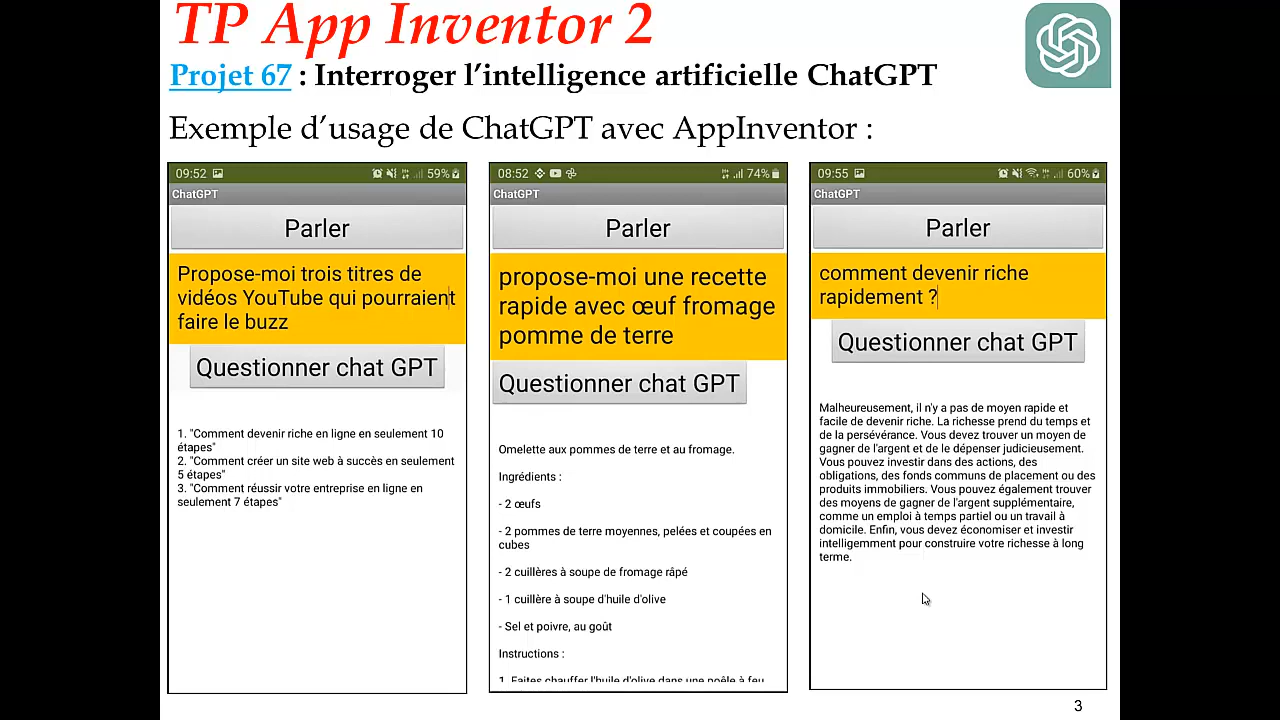 TP App Inventor 2
Projet 67 : Interroger l'intelligence artificielle ChatGPT
Exemple d'usage de ChatGPT avec AppInventor :
09:52 59%
ChatGPT
Parler
Propose-moi trois titres de
vidéos YouTube qui pourraient
faire le buzz
Questionner chat GPT
1. "Comment devenir riche en ligne en seulement 10
étapes"
2. "Comment créer un site web à succès en seulement
5 étapes"
3. "Comment réussir votre entreprise en ligne en
seulement 7 étapes"
08:52 74%
ChatGPT
Parler
propose-moi une recette
rapide avec œuf fromage
pomme de terre
Questionner chat GPT
Omelette aux pommes de terre et au fromage.
Ingrédients :
- 2 œufs
- 2 pommes de terre moyennes, pelées et coupées en
cubes
- 2 cuillères à soupe de fromage râpé
- 1 cuillère à soupe d'huile d'olive
- Sel et poivre, au goût
Instructions :
1. Faites chauffer l'huile d'olive dans une poêle à feu
09:55 60%
ChatGPT
Parler
comment devenir riche
rapidement ?
Questionner chat GPT
Malheureusement, il n'y a pas de moyen rapide et
facile de devenir riche. La richesse prend du temps et
de la persévérance. Vous devez trouver un moyen de
gagner de l'argent et de le dépenser judicieusement.
Vous pouvez investir dans des actions, des
obligations, des fonds communs de placement ou des
produits immobiliers. Vous pouvez également trouver
des moyens de gagner de l'argent supplémentaire,
comme un emploi à temps partiel ou un travail à
domicile. Enfin, vous devez économiser et investir
intelligemment pour construire votre richesse à long
terme.
3